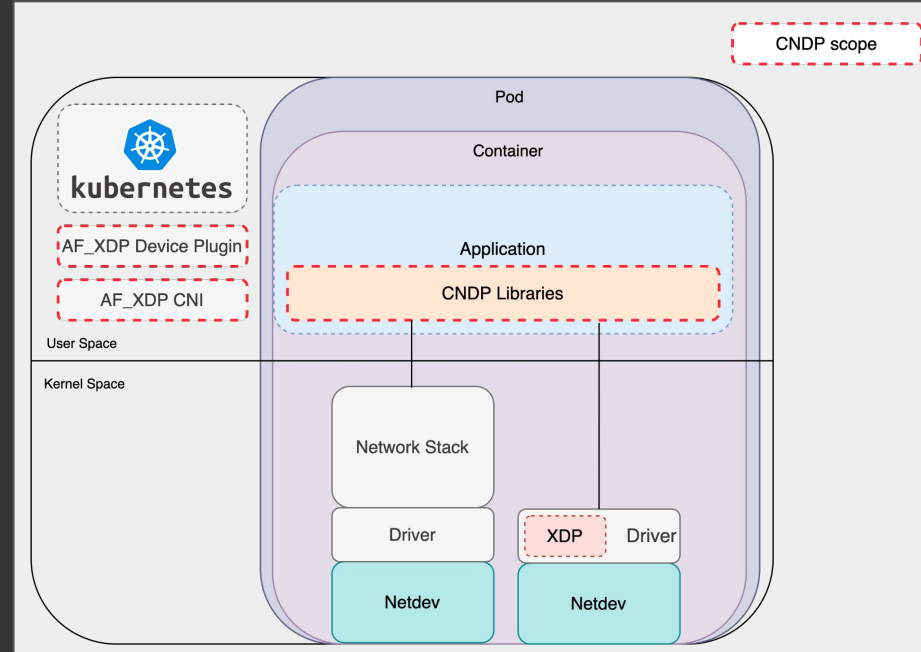 CNDP scope
Pod
Container
kubernetes
AF_XDP Device Plugin
AF_XDP CNI
Application
CNDP Libraries
User Space
Kernel Space
Network Stack
Driver
XDP
Driver
Netdev
Netdev